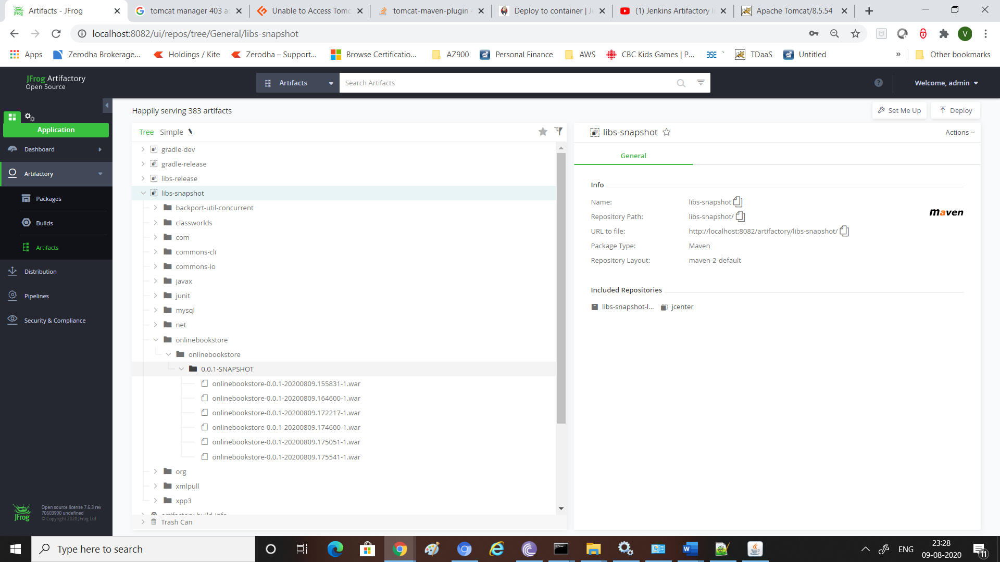 Artifacts - JFrog
tomcat manager 403 ac
Unable to Access Tomc
tomcat-maven-plugin
Deploy to container | Je
(1) Jenkins Artifactory I
Apache Tomcat/8.5.54
localhost:8082/ui/repos/tree/General/libs-snapshot
V
Apps
Zerodha Brokerage...
Holdings / Kite
Zerodha – Support...
Browse Certificatio...
AZ900
Personal Finance
AWS
CBC Kids Games | P...
BSE `
TDaaS
Untitled
»
Other bookmarks
JFrog Artifactory
Open Source
Artifacts
Search Artifacts
?
Welcome, admin
Happily serving 383 artifacts
Set Me Up
Deploy
Application
Dashboard
Artifactory
Packages
Builds
Artifacts
Distribution
Pipelines
Security & Compliance
JFrog
Open source license 7.6.3 rev
70603900 undefined
© Copyright 2020 JFrog Ltd
Tree
Simple
gradle-dev
gradle-release
libs-release
libs-snapshot
backport-util-concurrent
classworlds
com
commons-cli
commons-io
javax
junit
mysql
net
onlinebookstore
onlinebookstore
0.0.1-SNAPSHOT
onlinebookstore-0.0.1-20200809.155831-1.war
onlinebookstore-0.0.1-20200809.164600-1.war
onlinebookstore-0.0.1-20200809.172217-1.war
onlinebookstore-0.0.1-20200809.174600-1.war
onlinebookstore-0.0.1-20200809.175051-1.war
onlinebookstore-0.0.1-20200809.175541-1.war
org
xmlpull
xpp3
artifactory-build-info
Trash Can
libs-snapshot
Actions
General
Info
Name: libs-snapshot
Repository Path: libs-snapshot/
URL to file: http://localhost:8082/artifactory/libs-snapshot/
Package Type: Maven
Repository Layout: maven-2-default
maven
Included Repositories
libs-snapshot-l...
jcenter
Type here to search
ENG
23:28
09-08-2020
11